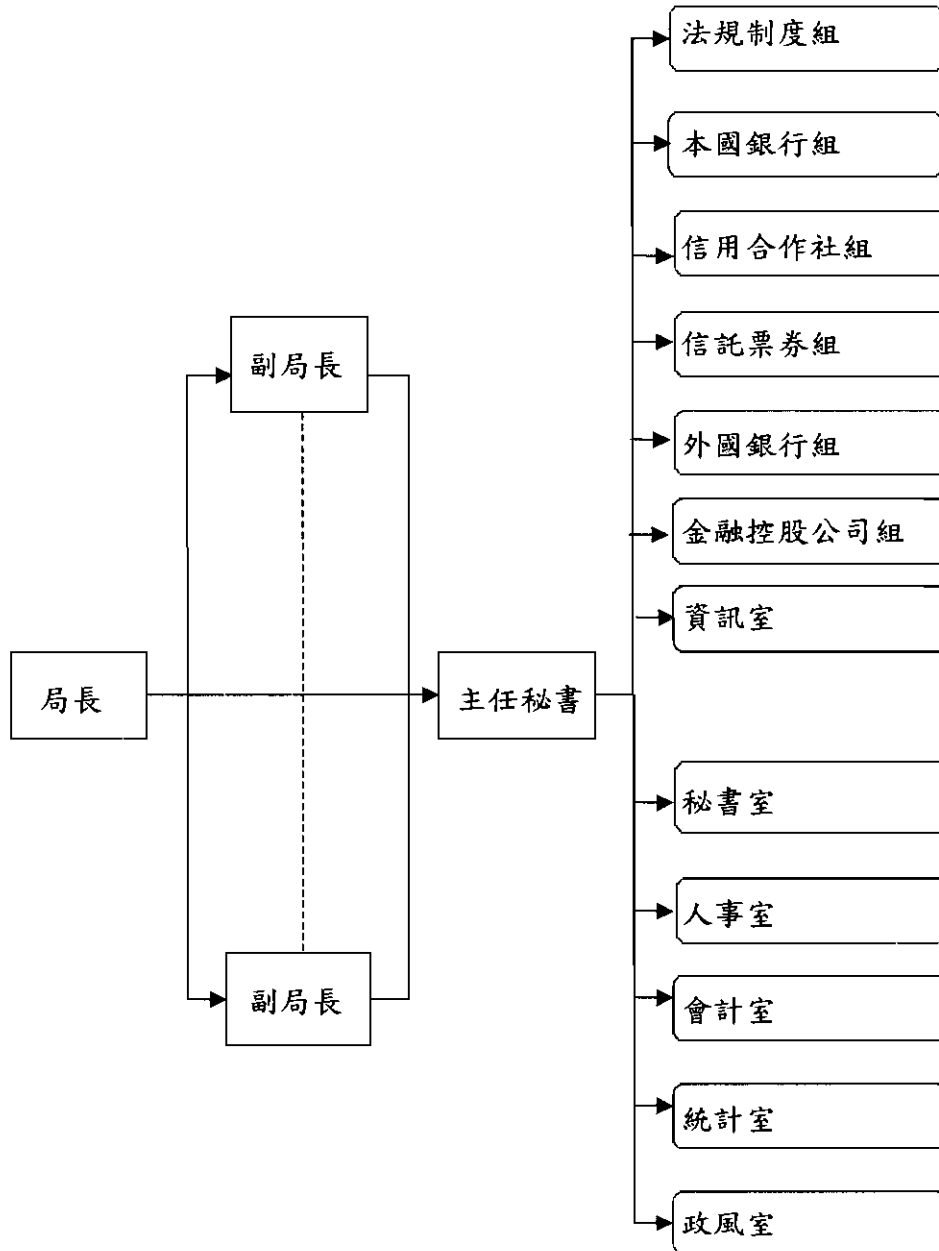 局長
副局長
副局長
主任秘書
法規制度組
本國銀行組
信用合作社組
信託票券組
外國銀行組
金融控股公司組
資訊室
秘書室
人事室
會計室
統計室
政風室